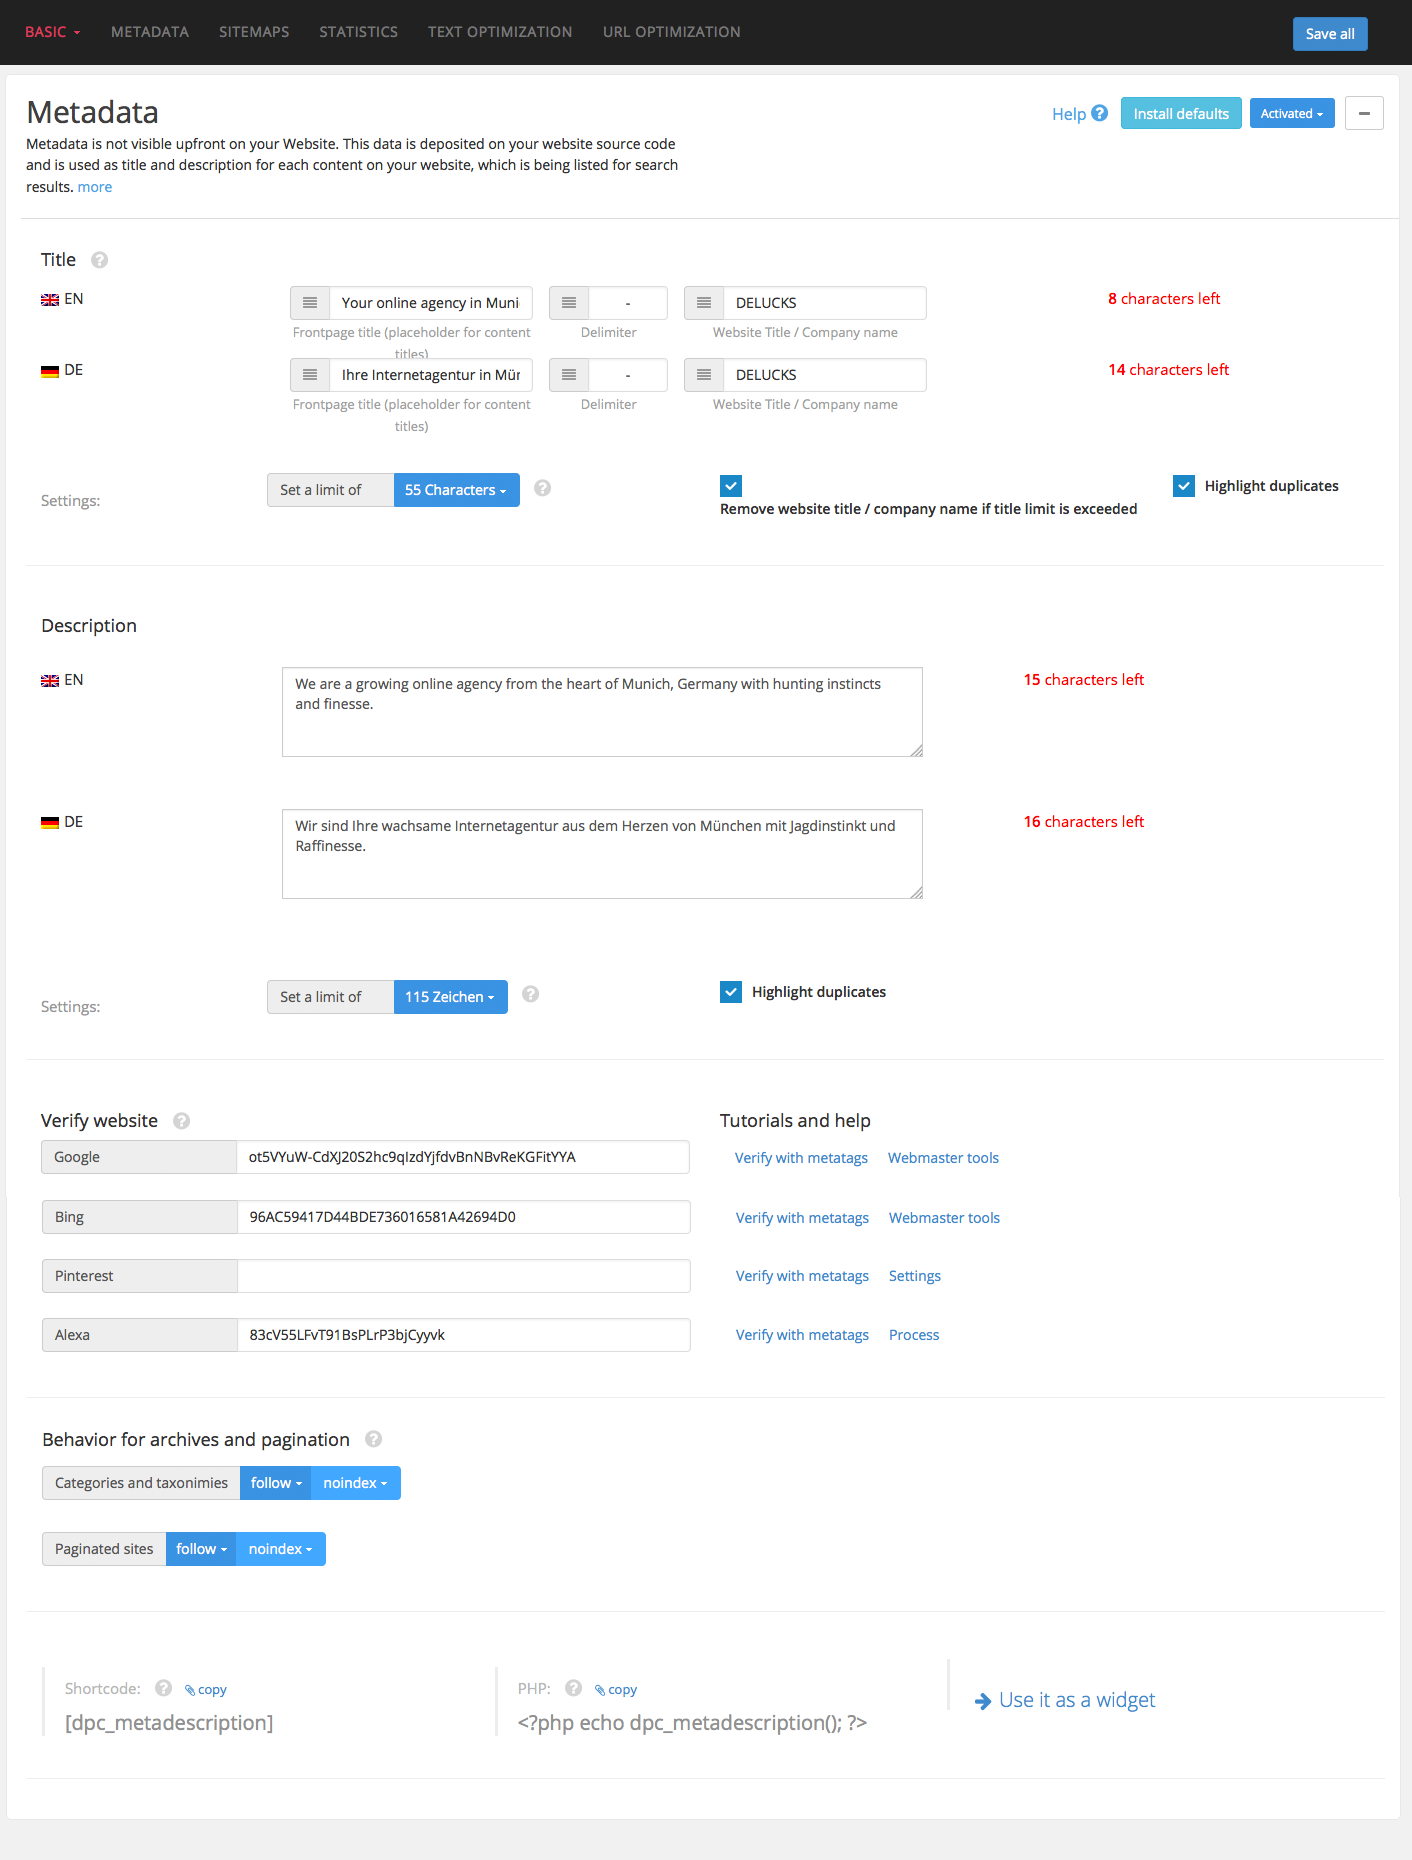 BASIC METADATA SITEMAPS STATISTICS TEXT OPTIMIZATION URL OPTIMIZATION Save all
Metadata
Help Install defaults Activated
Metadata is not visible upfront on your Website. This data is deposited on your website source code
and is used as title and description for each content on your website, which is being listed for search
results. more
Title
EN Your online agency in Muni - DELUCKS 8 characters left
Frontpage title (placeholder for content Delimiter Website Title / Company name
titles)
DE Ihre Internetagentur in Mün - DELUCKS 14 characters left
Frontpage title (placeholder for content Delimiter Website Title / Company name
titles)
Settings: Set a limit of 55 Characters Highlight duplicates
Remove website title / company name if title limit is exceeded
Description
EN We are a growing online agency from the heart of Munich, Germany with hunting instincts 15 characters left
and finesse.
DE Wir sind Ihre wachsame Internetagentur aus dem Herzen von München mit Jagdinstinkt und 16 characters left
Raffinesse.
Settings: Set a limit of 115 Zeichen Highlight duplicates
Verify website Tutorials and help
Google ot5VYuW-CdXJ20S2hc9qIzdYjfdvBnNBvReKGFitYYA Verify with metatags Webmaster tools
Bing 96AC59417D44BDE736016581A42694D0 Verify with metatags Webmaster tools
Pinterest Verify with metatags Settings
Alexa 83cV55LFvT91BsPLrP3bjCyyvk Verify with metatags Process
Behavior for archives and pagination
Categories and taxonimies follow noindex
Paginated sites follow noindex
Shortcode: copy
[dpc_metadescription]
PHP: copy
<?php echo dpc_metadescription(); ?>
Use it as a widget